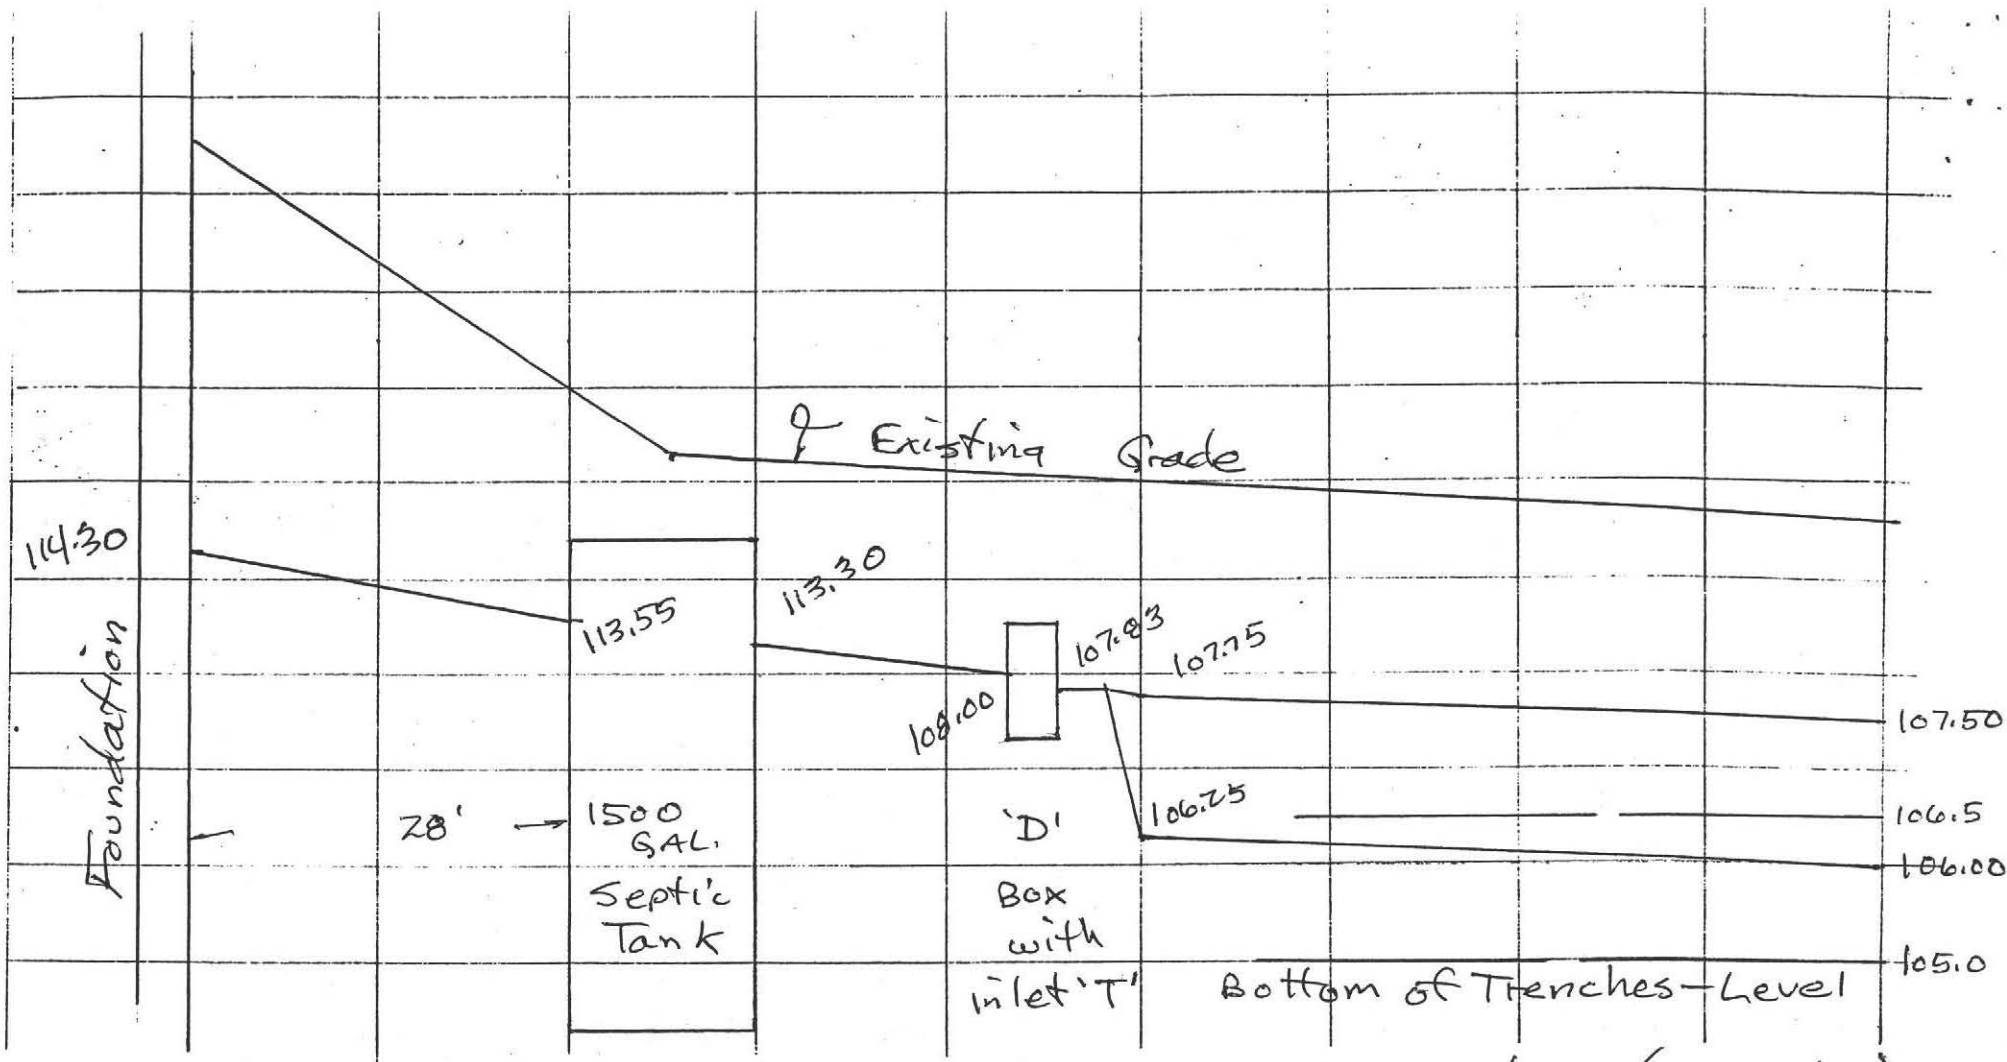 Existing Grade
114.30
113.55
113.30
108.00
107.83
107.75
107.50
106.25
106.5
106.00
105.0
Foundation
28'
1500
GAL.
Septic
Tank
'D'
Box
with
inlet 'T'
Bottom of Trenches-Level